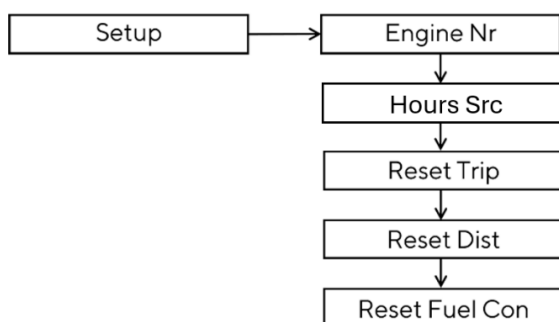 Setup
Engine Nr
Hours Src
Reset Trip
Reset Dist
Reset Fuel Con